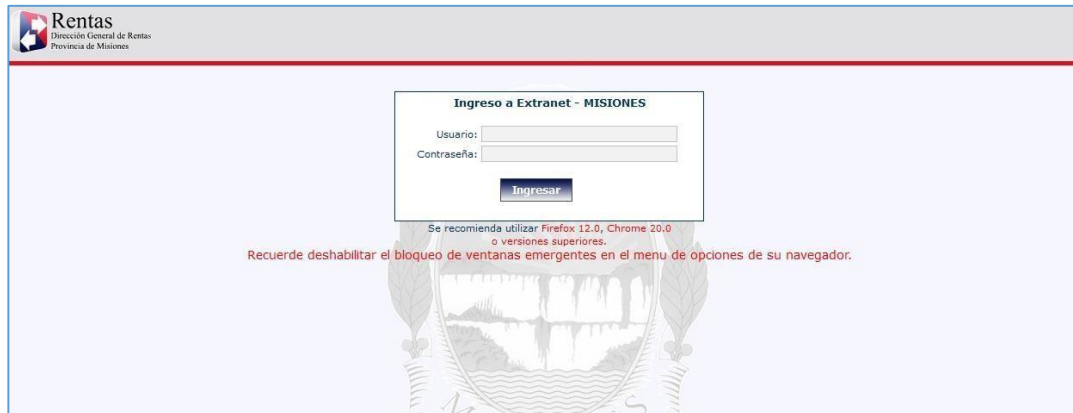 Rentas
Dirección General de Rentas
Provincia de Misiones
Ingreso a Extranet - MISIONES
Usuario:
Contraseña:
Ingresar
Se recomienda utilizar Firefox 12.0, Chrome 20.0
o versiones superiores.
Recuerde deshabilitar el bloqueo de ventanas emergentes en el menu de opciones de su navegador.